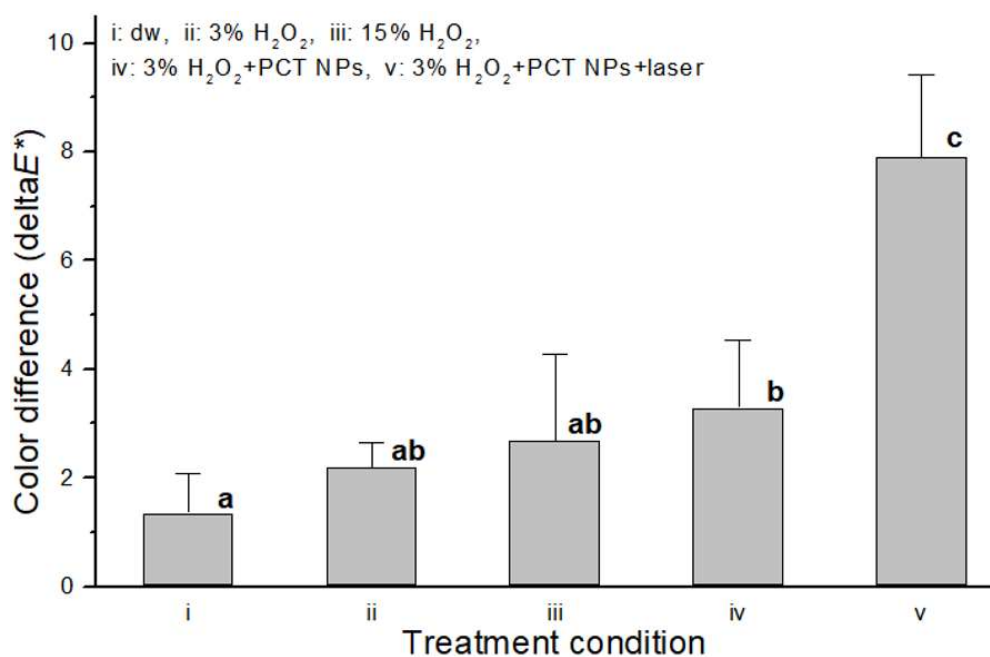 i: dw, ii: 3% H₂O₂, iii: 15% H₂O₂,
iv: 3% H₂O₂+PCT NPs, v: 3% H₂O₂+PCT NPs+laser
10
8
6
4
2
0
Color difference (deltaE*)
a
ab
ab
b
c
i
ii
iii
iv
v
Treatment condition